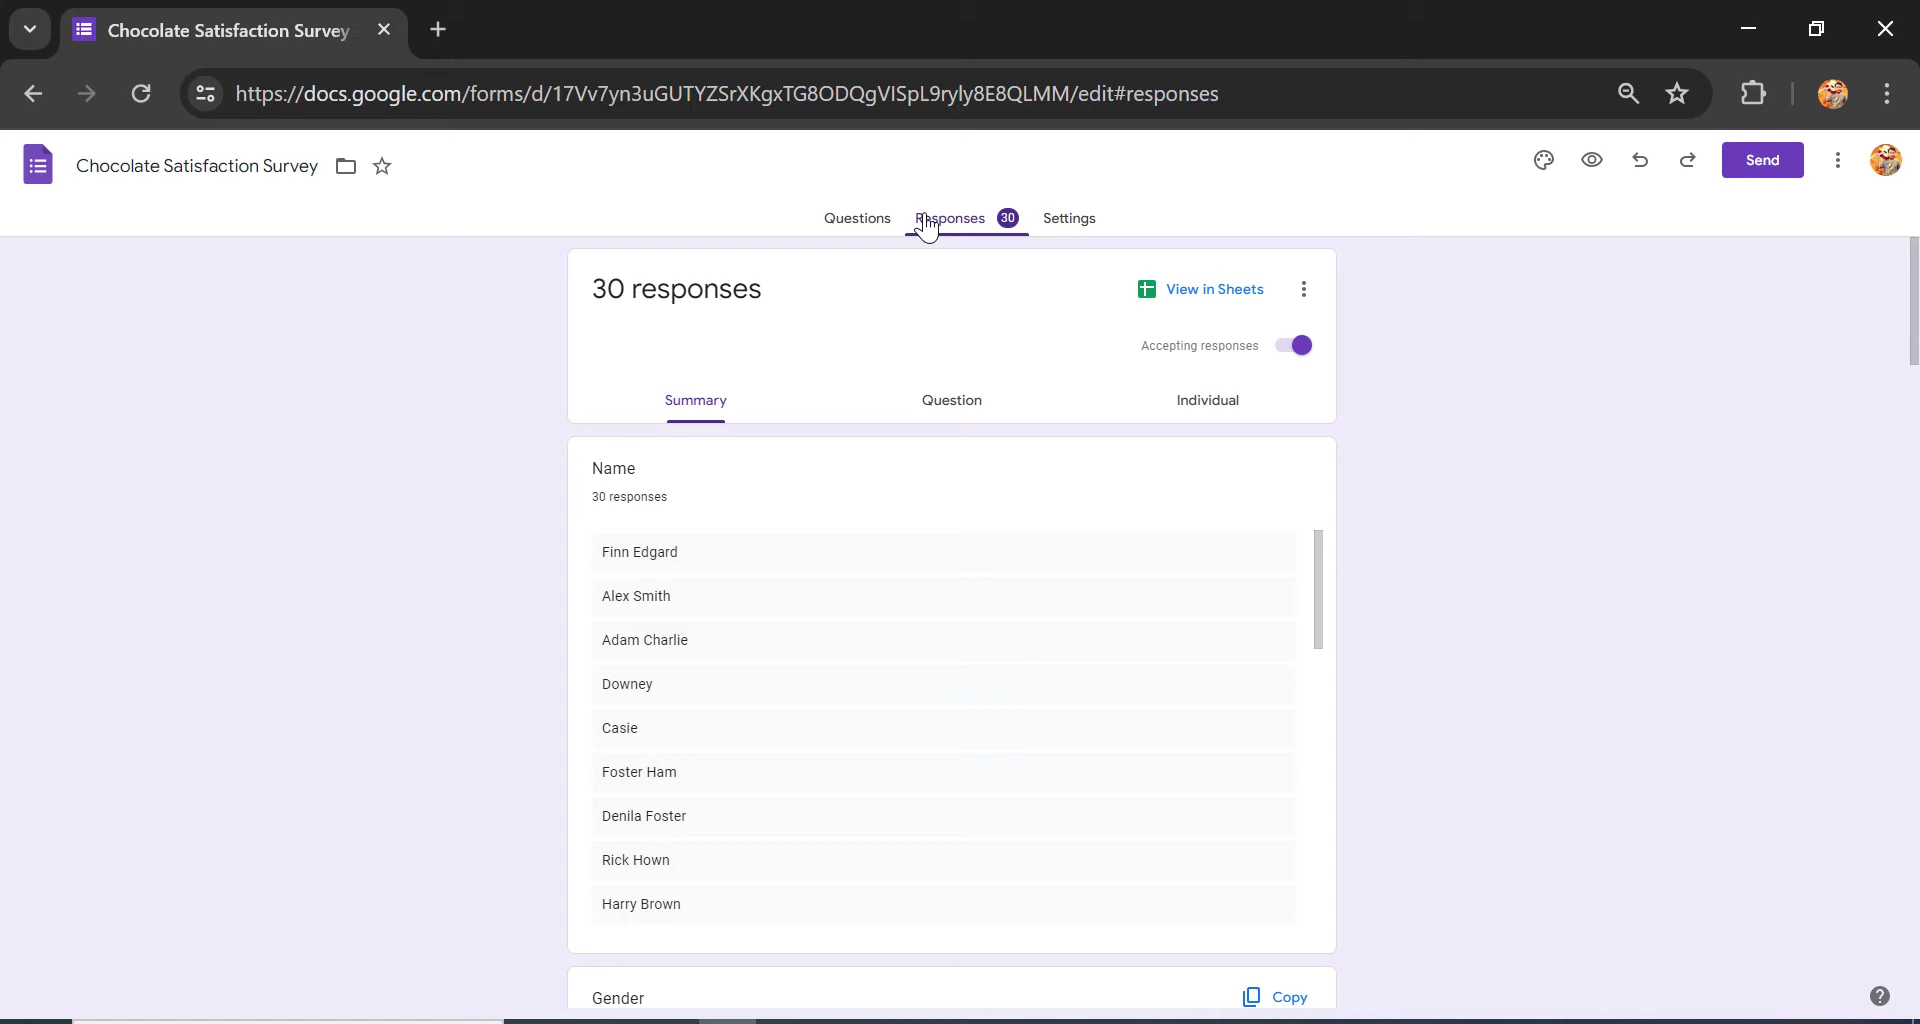 Chocolate Satisfaction Survey
https://docs.google.com/forms/d/17Vv7yn3uGUTYZSrXKgxTG8ODQgVISpL9ryly8E8QLMM/edit#responses
Chocolate Satisfaction Survey
Send
Questions Responses 30 Settings
30 responses
View in Sheets
Accepting responses
Summary Question Individual
Name
30 responses
Finn Edgard
Alex Smith
Adam Charlie
Downey
Casie
Foster Ham
Denila Foster
Rick Hown
Harry Brown
Gender Copy